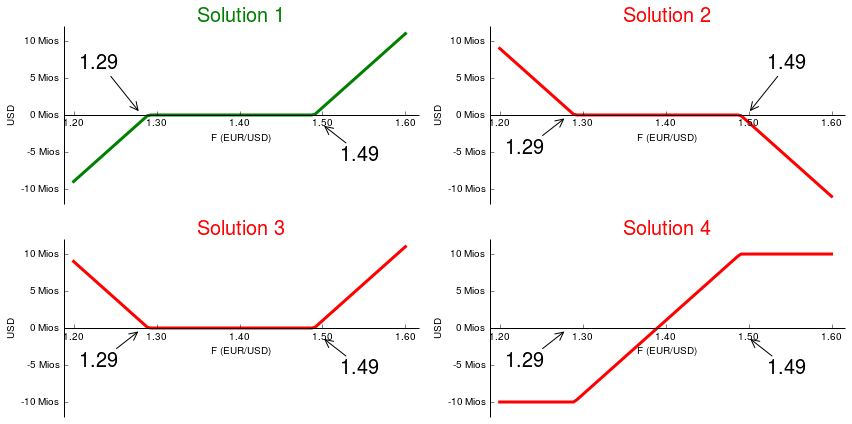 Solution 1
10 Mios
1.29
5 Mios
USD
0 Mios
1.20
1.30
1.40
1.50
1.60
F (EUR/USD)
-5 Mios
1.49
-10 Mios
Solution 2
10 Mios
1.49
5 Mios
USD
0 Mios
1.20
1.30
1.40
1.50
1.60
F (EUR/USD)
1.29
-5 Mios
-10 Mios
Solution 3
10 Mios
5 Mios
USD
0 Mios
1.20
1.30
1.40
1.50
1.60
F (EUR/USD)
1.29
-5 Mios
1.49
-10 Mios
Solution 4
10 Mios
5 Mios
USD
0 Mios
1.20
1.30
1.40
1.50
1.60
F (EUR/USD)
1.29
-5 Mios
1.49
-10 Mios